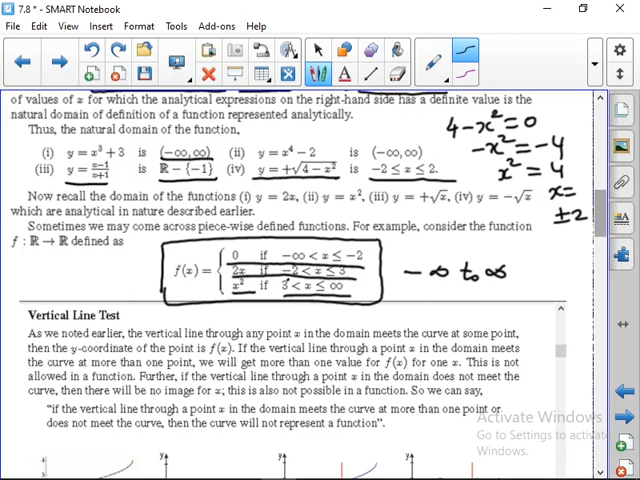 7.8 * - SMART Notebook
File Edit View Insert Format Tools Add-ons Help
of values of x for which the analytical expressions on the right-hand side has a definite value is the
natural domain of definition of a function represented analytically.
Thus, the natural domain of the function,
(i) y = x³ + 3 is (−∞, ∞) (ii) y = x⁴ − 2 is (−∞, ∞)
(iii) y = x−1/x+1 is ℝ − {−1} (iv) y = +√4 − x² is −2 ≤ x ≤ 2.
4 − x² = 0
−x² = −4
x² = 4
x =
±2
Now recall the domain of the functions (i) y = 2x, (ii) y = x², (iii) y = +√x, (iv) y = −√x,
which are analytical in nature described earlier.
Sometimes we may come across piece-wise defined functions. For example, consider the function
f : ℝ → ℝ defined as
f(x) = { 0 if −∞ < x ≤ −2
2x if −2 < x ≤ 3
x² if 3 < x ≤ ∞
−∞ to ∞
Vertical Line Test
As we noted earlier, the vertical line through any point x in the domain meets the curve at some point,
then the y-coordinate of the point is f(x). If the vertical line through a point x in the domain meets
the curve at more than one point, we will get more than one value for f(x) for one x. This is not
allowed in a function. Further, if the vertical line through a point x in the domain does not meet the
curve, then there will be no image for x; this is also not possible in a function. So we can say,
"if the vertical line through a point x in the domain meets the curve at more than one point or
does not meet the curve, then the curve will not represent a function".
Activate Windows
Go to Settings to activate
Windows.
4
3
y
y
y